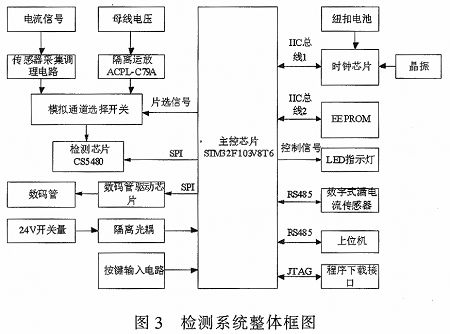 电流信号
母线电压
纽扣电池
传感器采集调
理电路
隔离运放
ACPL-C79A
IIC总
线1
时钟芯片
晶振
模拟通道选择开
关
片选信号
主控芯片
STM32F103V8T6
IIC总
线2
EEPROM
检测芯片
CS5480
SPI
控制信号
LED指示灯
数码管
数码管驱动芯
片
SPI
RS485
数字式漏电
流传感器
24V开关量
隔离光耦
RS485
上位机
按键输入电路
JTAG
程序下载接
口
图3 检测系统整体框图